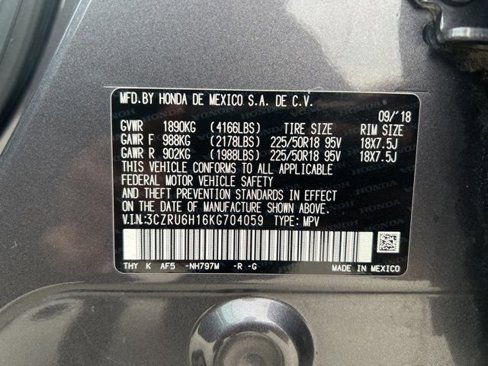 MFD.BY HONDA DE MEXICO S.A. DE C.V.
09/'18
GVWR 1890KG (4166LBS) TIRE SIZE RIM SIZE
GAWR F 988KG (2178LBS) 225/50R18 95V 18X7.5J
GAWR R 902KG (1988LBS) 225/50R18 95V 18X7.5J
THIS VEHICLE CONFORMS TO ALL APPLICABLE
FEDERAL MOTOR VEHICLE SAFETY
AND THEFT PREVENTION STANDARDS IN EFFECT
ON THE DATE OF MANUFACTURE SHOWN ABOVE.
V.I.N:3CZRU6H16KG704059 TYPE: MPV
THY K AF5 -NH797M -R -G MADE IN MEXICO